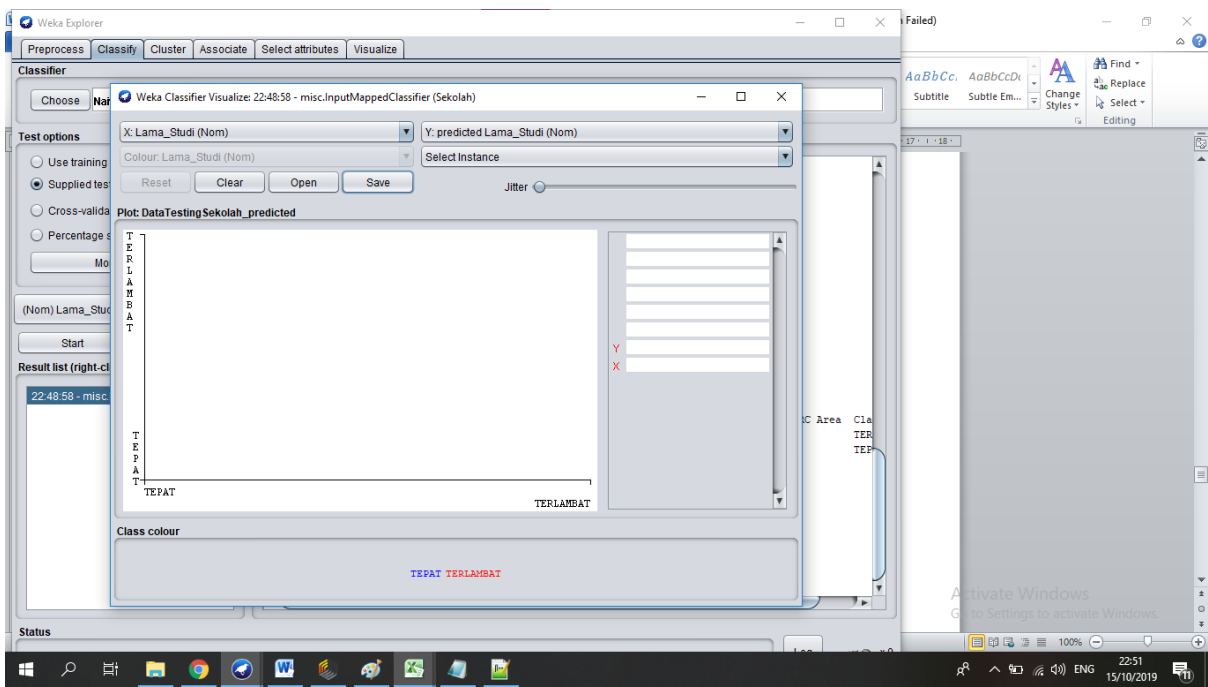 Weka Explorer
Failed)
Preprocess Classify Cluster Associate Select attributes Visualize
Classifier
Choose
Weka Classifier Visualize: 22:48:58 - misc.InputMappedClassifier (Sekolah)
AaBbCc. AaBbCcDc
Subtitle Subtle Em...
Change Styles
Find
Replace
Select
Editing
Test options
Use training
Supplied tes
Cross-valida
Percentage s
Mo
(Nom) Lama_Stud
Start
Result list (right-cl
22:48:58 - misc.
X: Lama_Studi (Nom)
Y: predicted Lama_Studi (Nom)
Colour: Lama_Studi (Nom)
Select Instance
Reset Clear Open Save
Jitter
17 18
Plot: DataTestingSekolah_predicted
TERLAMBAT
TEPAT
TEPAT
TERLAMBAT
Y
X
Class colour
TEPAT TERLAMBAT
C Area Cla
TER
TEP
Activate Windows
Go to Settings to activate Windows.
Status
100%
ENG
22:51
15/10/2019
11